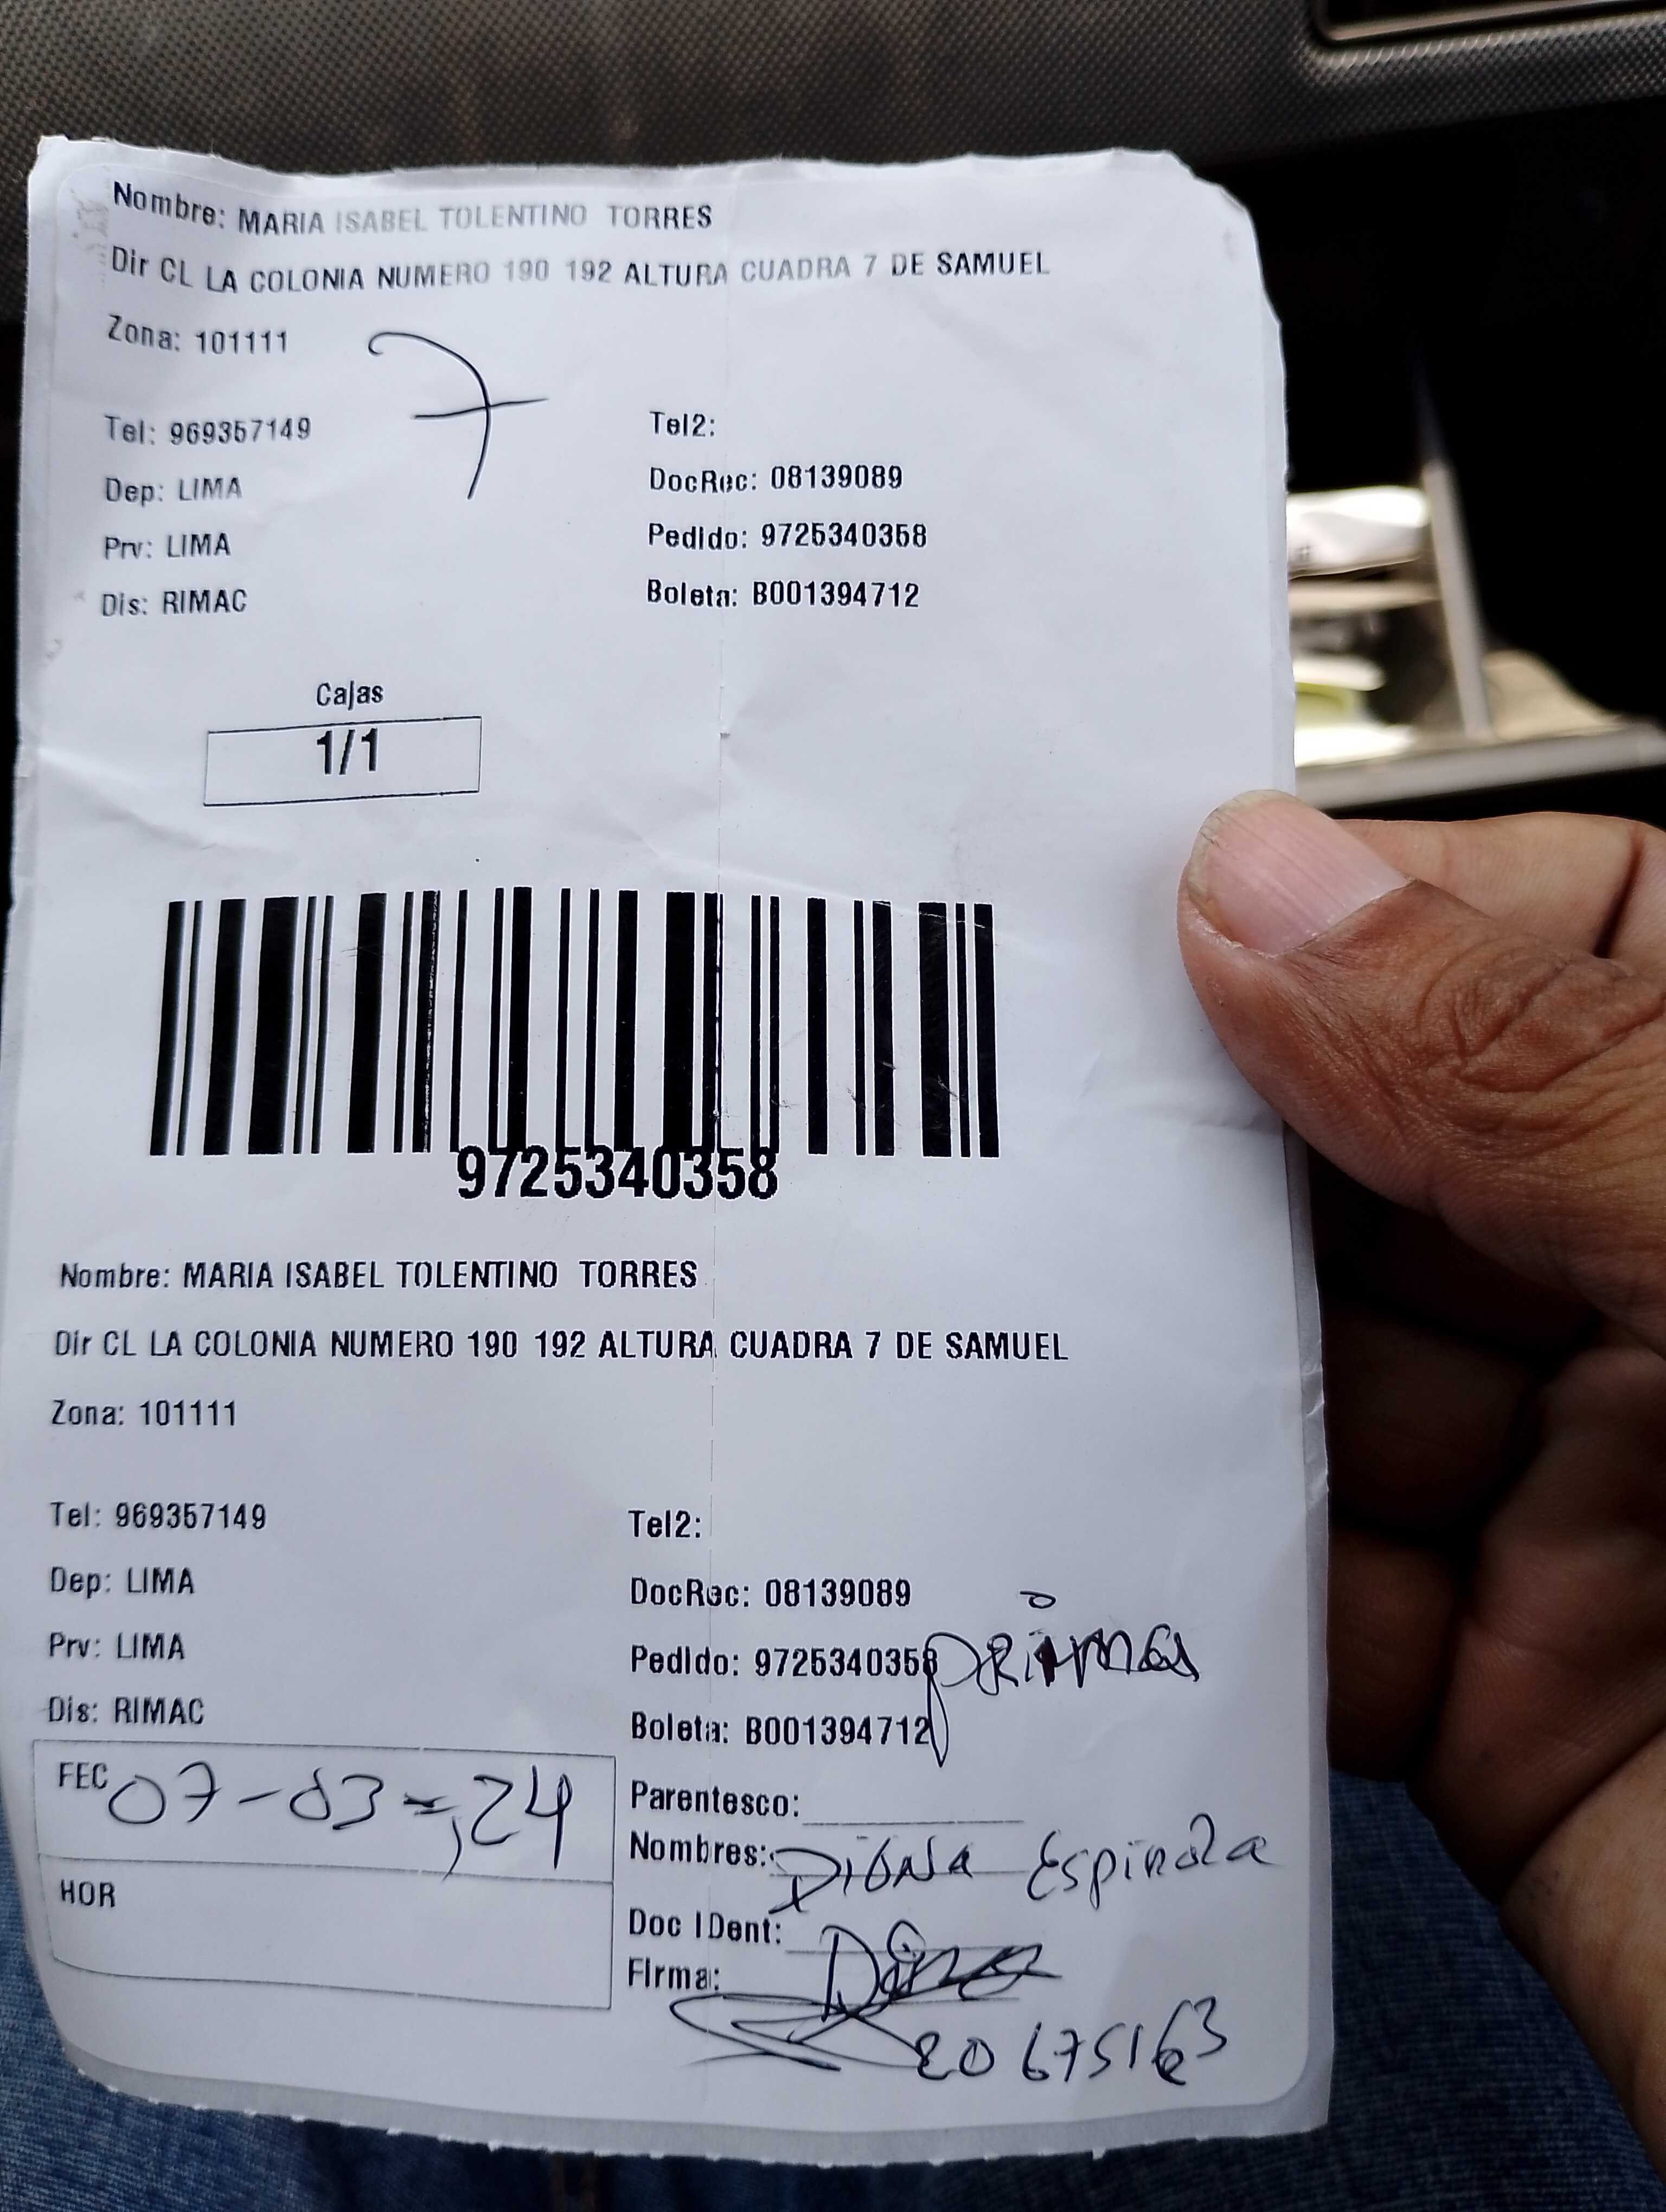 Nombre: MARIA ISABEL TOLENTINO TORRES
Dir CL LA COLONIA NUMERO 190 192 ALTURA CUADRA 7 DE SAMUEL
Zona: 101111
7
Tel: 969357149 Tel2:
Dep: LIMA DocRec: 08139089
Prv: LIMA Pedido: 9725340358
Dis: RIMAC Boleta: B001394712
Cajas
1/1
9725340358
Nombre: MARIA ISABEL TOLENTINO TORRES
Dir CL LA COLONIA NUMERO 190 192 ALTURA CUADRA 7 DE SAMUEL
Zona: 101111
Tel: 969357149 Tel2:
Dep: LIMA DocRec: 08139089
Prv: LIMA Pedido: 9725340358 prima
Dis: RIMAC Boleta: B001394712
FEC 07-03-24 Parentesco:
Nombres: Diana Espinola
HOR Doc IDent:
Firma:
20675163